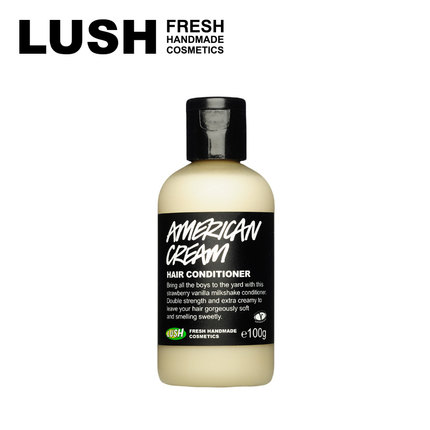 LUSH FRESH
HANDMADE
COSMETICS
AMERICAN
CREAM
HAIR CONDITIONER
Bring all the boys to the yard with this
strawberry vanilla milkshake conditioner.
Double strength and extra creamy to
leave your hair gorgeously soft
and smelling sweetly.
LUSH FRESH HANDMADE
COSMETICS
V
℮100g